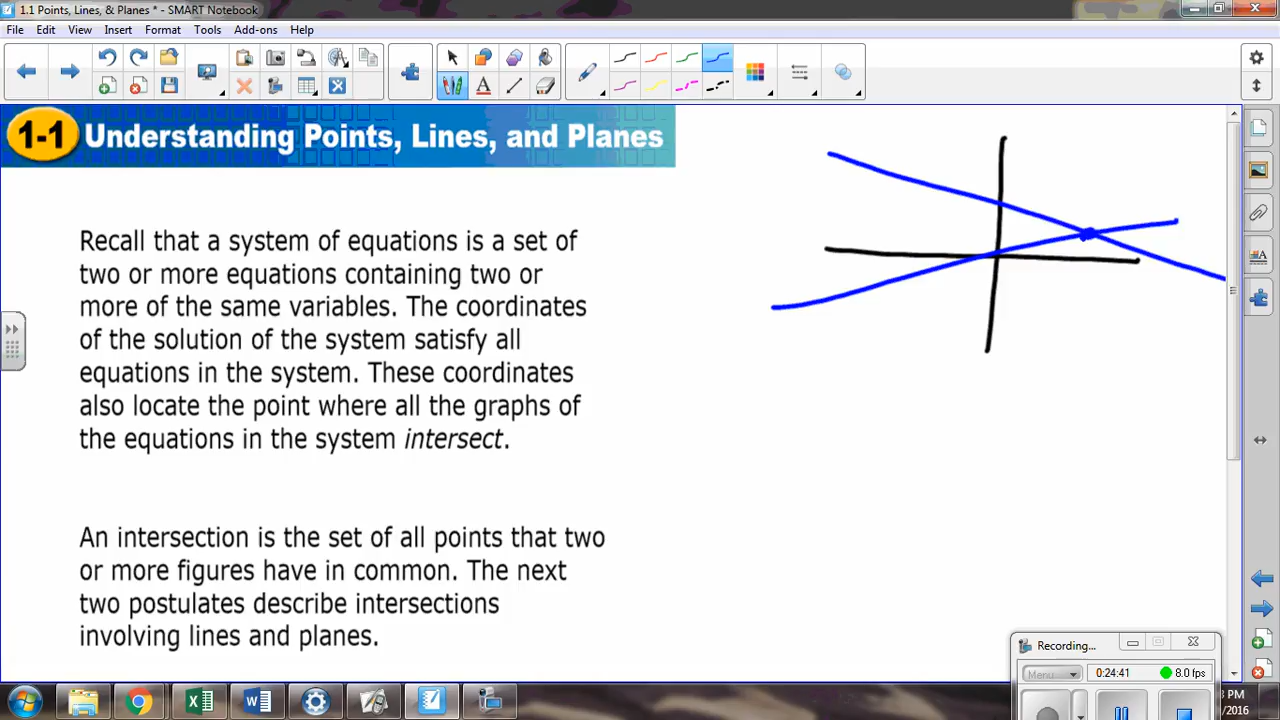 1.1 Points, Lines, & Planes * - SMART Notebook
File Edit View Insert Format Tools Add-ons Help
1-1 Understanding Points, Lines, and Planes
Recall that a system of equations is a set of
two or more equations containing two or
more of the same variables. The coordinates
of the solution of the system satisfy all
equations in the system. These coordinates
also locate the point where all the graphs of
the equations in the system intersect.
An intersection is the set of all points that two
or more figures have in common. The next
two postulates describe intersections
involving lines and planes.
Recording...
Menu 0:24:41 8.0 fps
PM
/2016